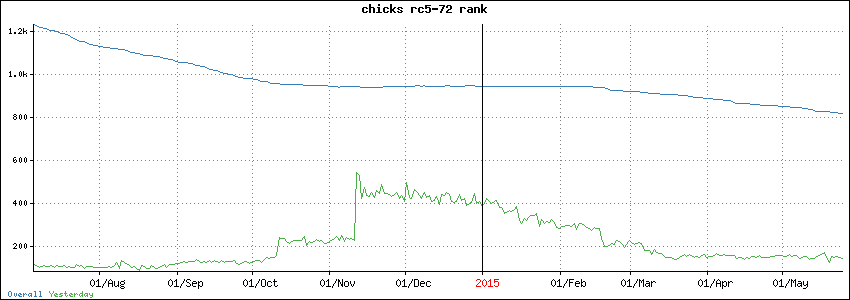 chicks rc5-72 rank
1.2k
1.0k
800
600
400
200
01/Aug 01/Sep 01/Oct 01/Nov 01/Dec 2015 01/Feb 01/Mar 01/Apr 01/May
Overall Yesterday